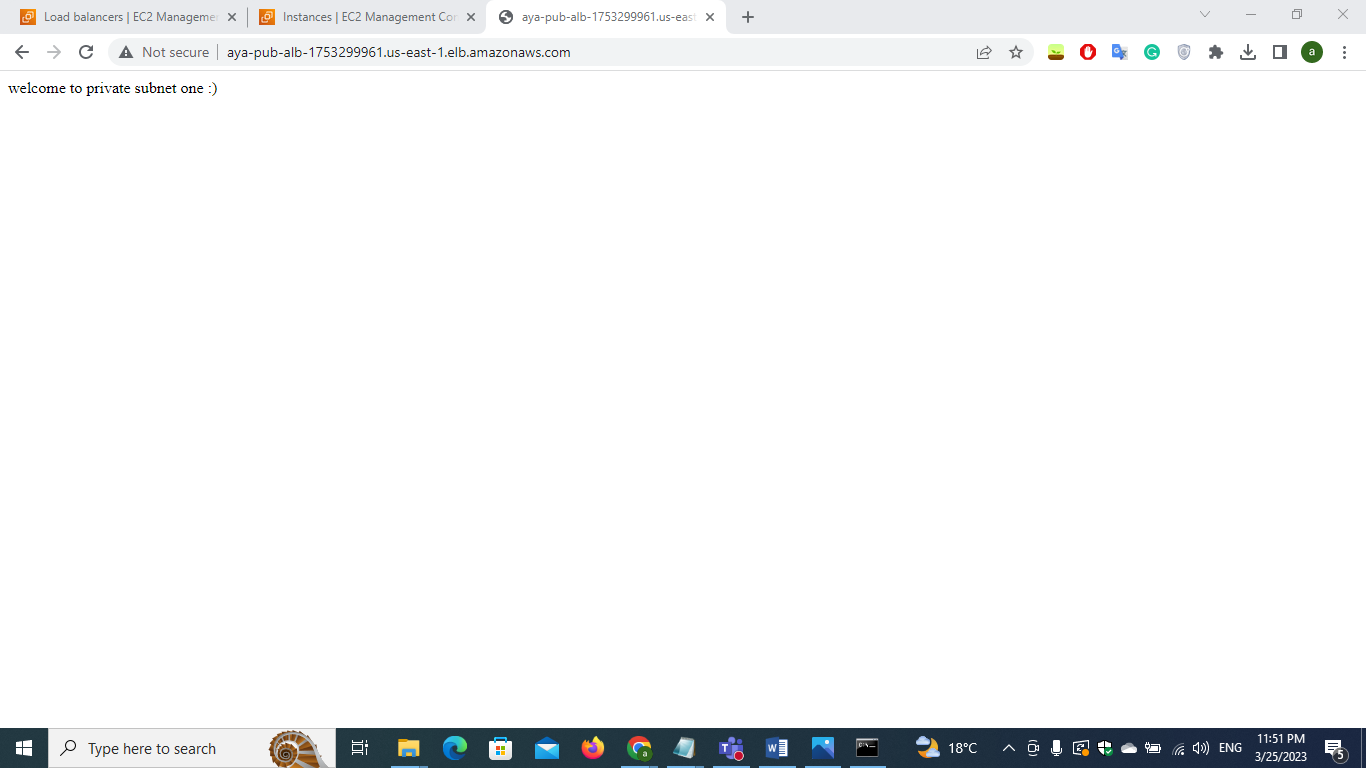 Load balancers | EC2 Managemen
Instances | EC2 Management Con
aya-pub-alb-1753299961.us-east
Not secure
aya-pub-alb-1753299961.us-east-1.elb.amazonaws.com
a
welcome to private subnet one :)
Type here to search
18°C
ENG
11:51 PM
3/25/2023
5